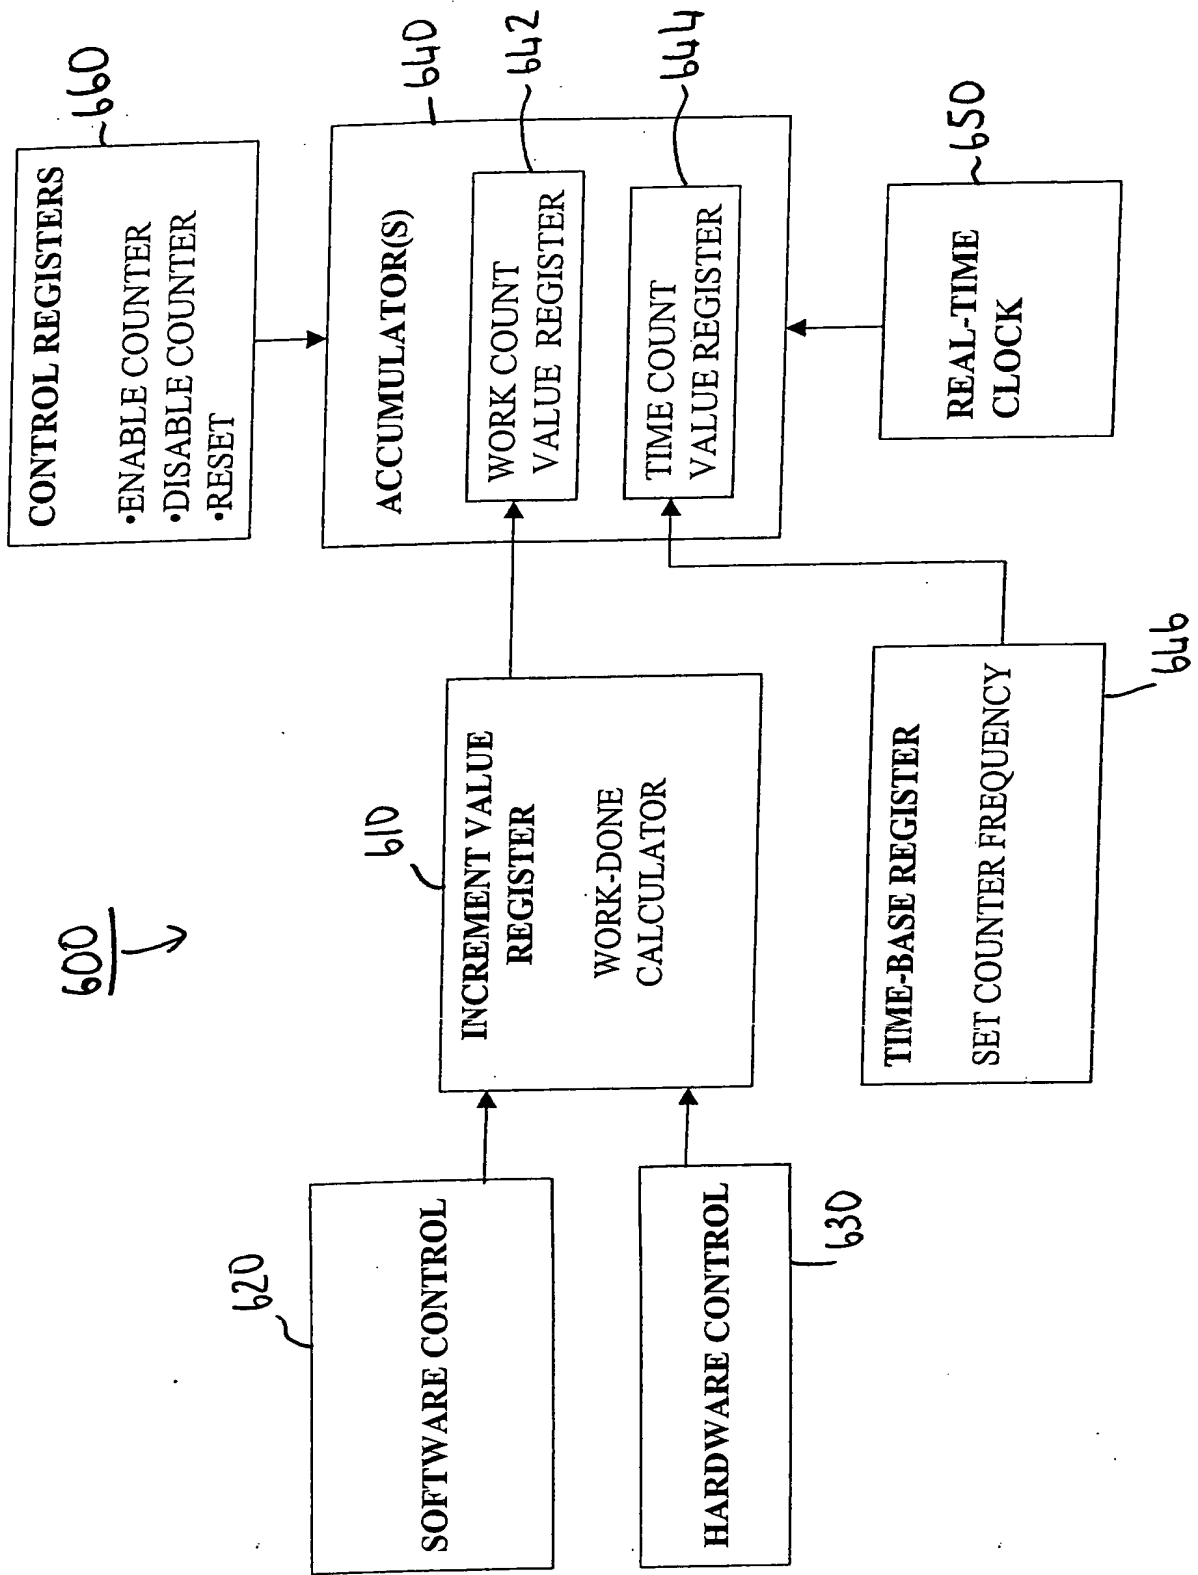 600
660
CONTROL REGISTERS
•ENABLE COUNTER
•DISABLE COUNTER
•RESET
640
ACCUMULATOR(S)
642
WORK COUNT
VALUE REGISTER
644
TIME COUNT
VALUE REGISTER
650
REAL-TIME
CLOCK
610
INCREMENT VALUE
REGISTER
WORK-DONE
CALCULATOR
TIME-BASE REGISTER
SET COUNTER FREQUENCY
646
620
SOFTWARE CONTROL
HARDWARE CONTROL
630